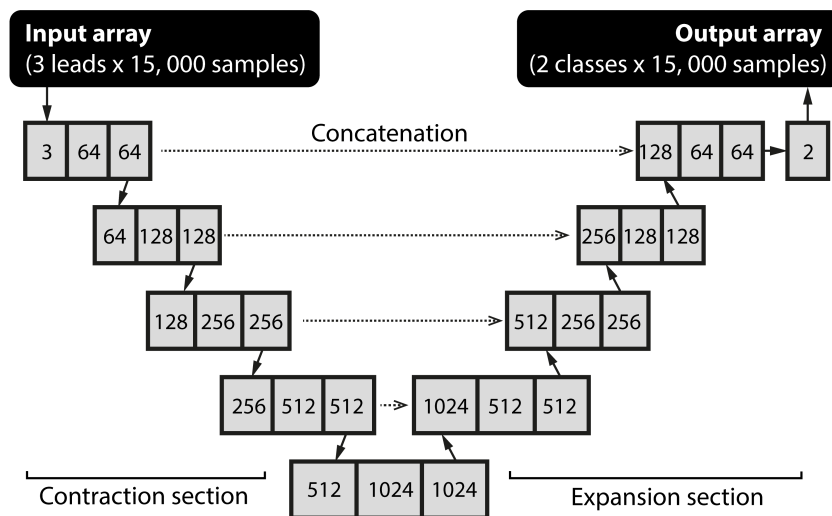 Input array
(3 leads x 15, 000 samples)
Output array
(2 classes x 15, 000 samples)
Concatenation
3 64 64
128 64 64
2
64 128 128
256 128 128
128 256 256
512 256 256
256 512 512
1024 512 512
512 1024 1024
Contraction section
Expansion section